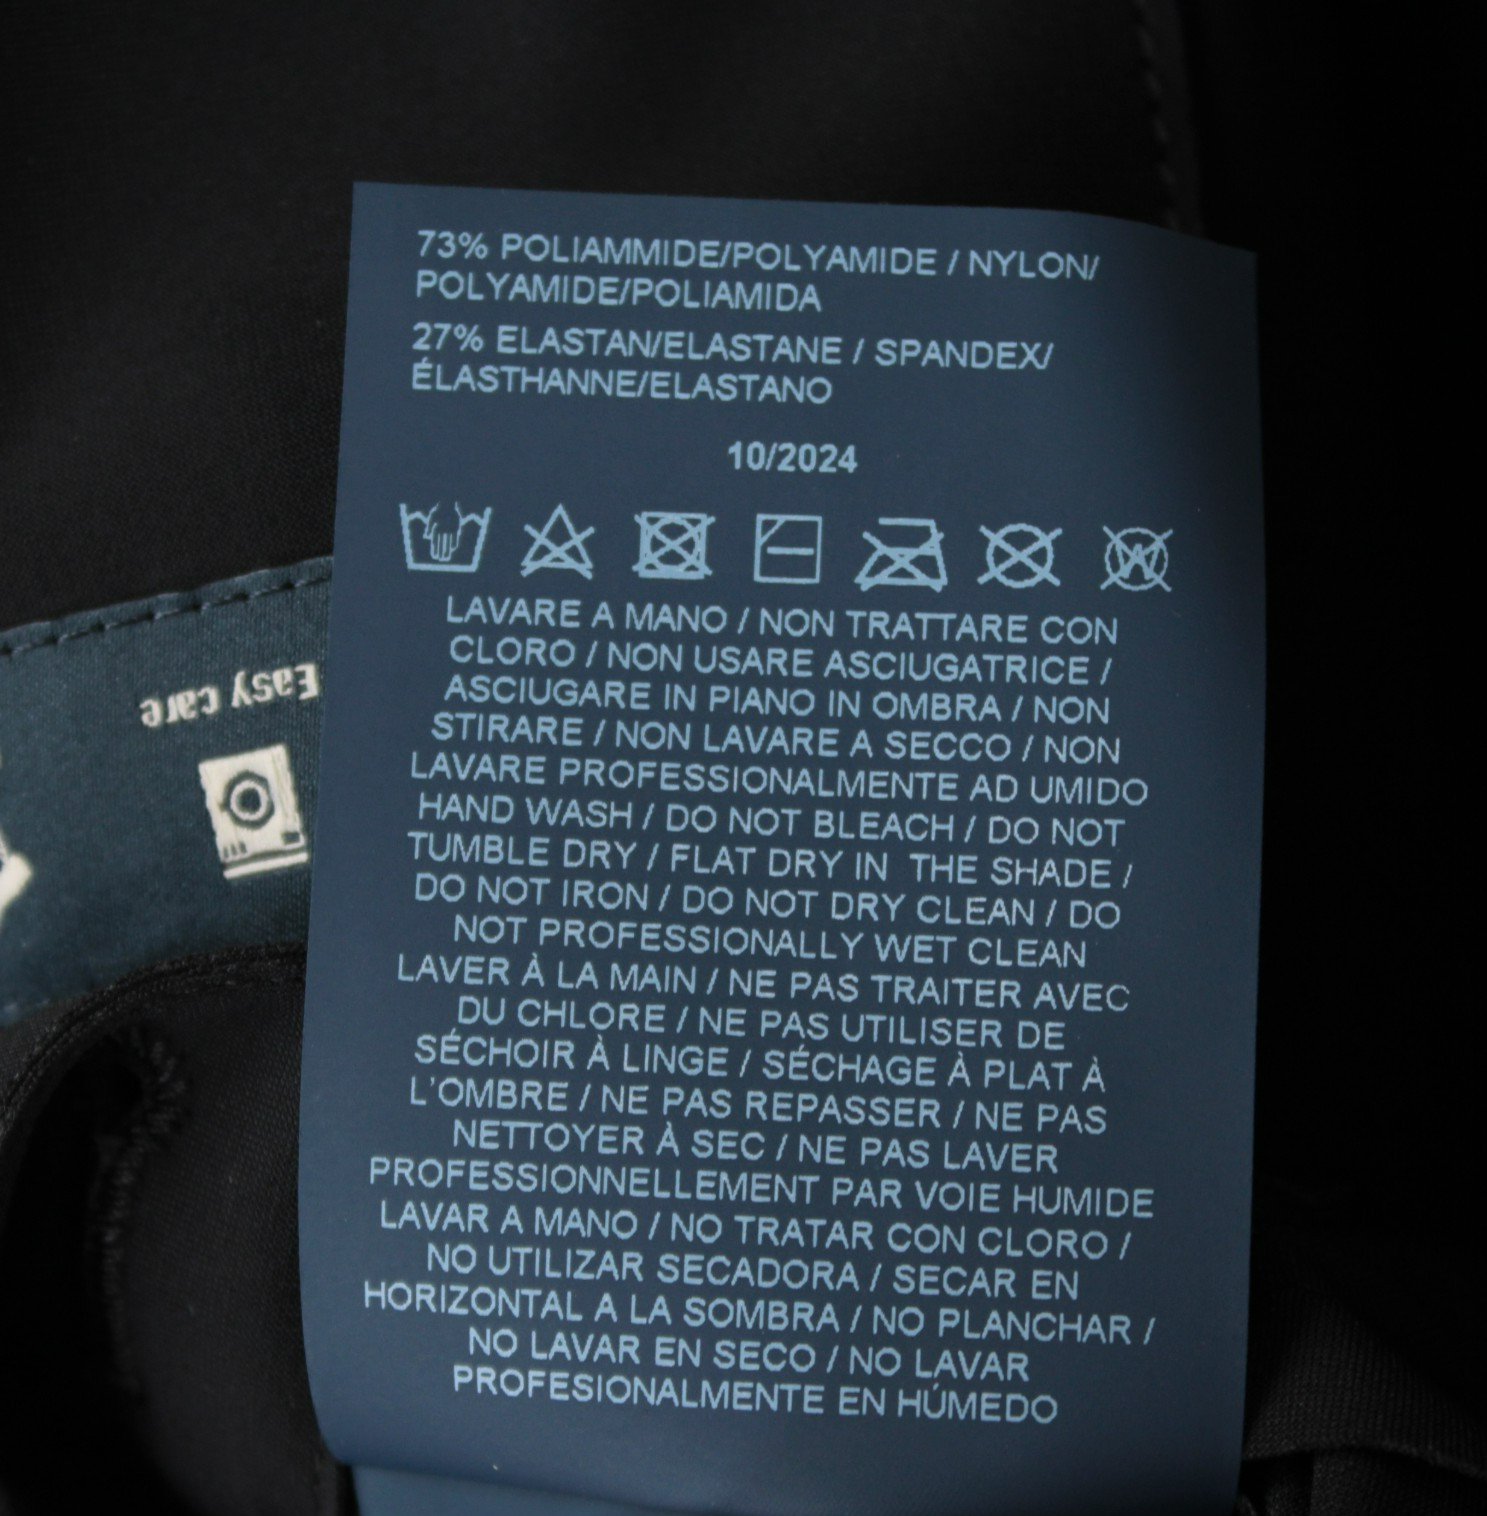 73% POLIAMMIDE/POLYAMIDE / NYLON/
POLYAMIDE/POLIAMIDA
27% ELASTAN/ELASTANE / SPANDEX/
ÉLASTHANNE/ELASTANO
10/2024
W
LAVARE A MANO / NON TRATTARE CON
CLORO / NON USARE ASCIUGATRICE /
ASCIUGARE IN PIANO IN OMBRA / NON
STIRARE / NON LAVARE A SECCO / NON
LAVARE PROFESSIONALMENTE AD UMIDO
HAND WASH / DO NOT BLEACH / DO NOT
TUMBLE DRY / FLAT DRY IN THE SHADE /
DO NOT IRON / DO NOT DRY CLEAN / DO
NOT PROFESSIONALLY WET CLEAN
LAVER À LA MAIN / NE PAS TRAITER AVEC
DU CHLORE / NE PAS UTILISER DE
SÉCHOIR À LINGE / SÉCHAGE À PLAT À
L'OMBRE / NE PAS REPASSER / NE PAS
NETTOYER À SEC / NE PAS LAVER
PROFESSIONNELLEMENT PAR VOIE HUMIDE
LAVAR A MANO / NO TRATAR CON CLORO /
NO UTILIZAR SECADORA / SECAR EN
HORIZONTAL A LA SOMBRA / NO PLANCHAR /
NO LAVAR EN SECO / NO LAVAR
PROFESIONALMENTE EN HÚMEDO
Easy care